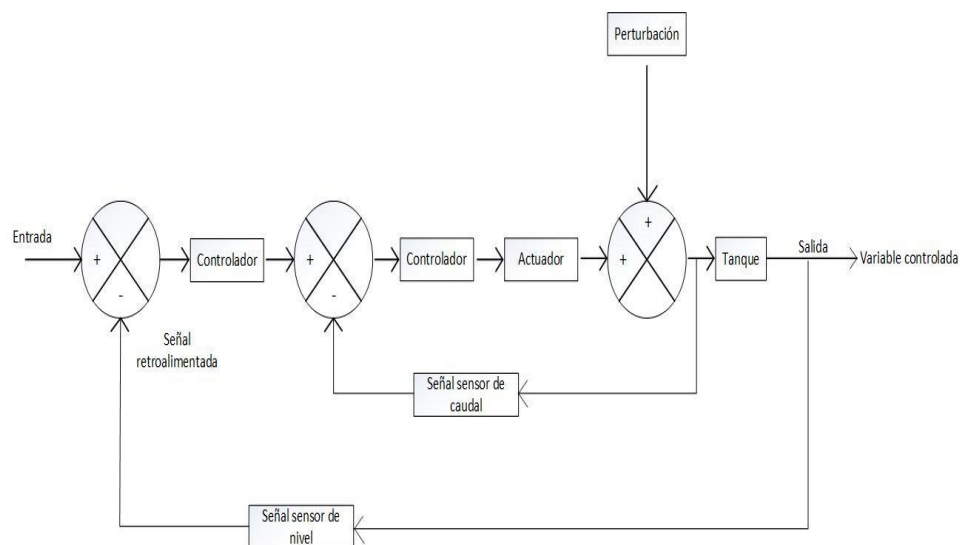 Perturbación
+
Entrada
+
-
Controlador
+
-
Controlador
Actuador
+
Tanque
Salida
Variable controlada
Señal
retroalimentada
Señal sensor de
caudal
Señal sensor de
nivel